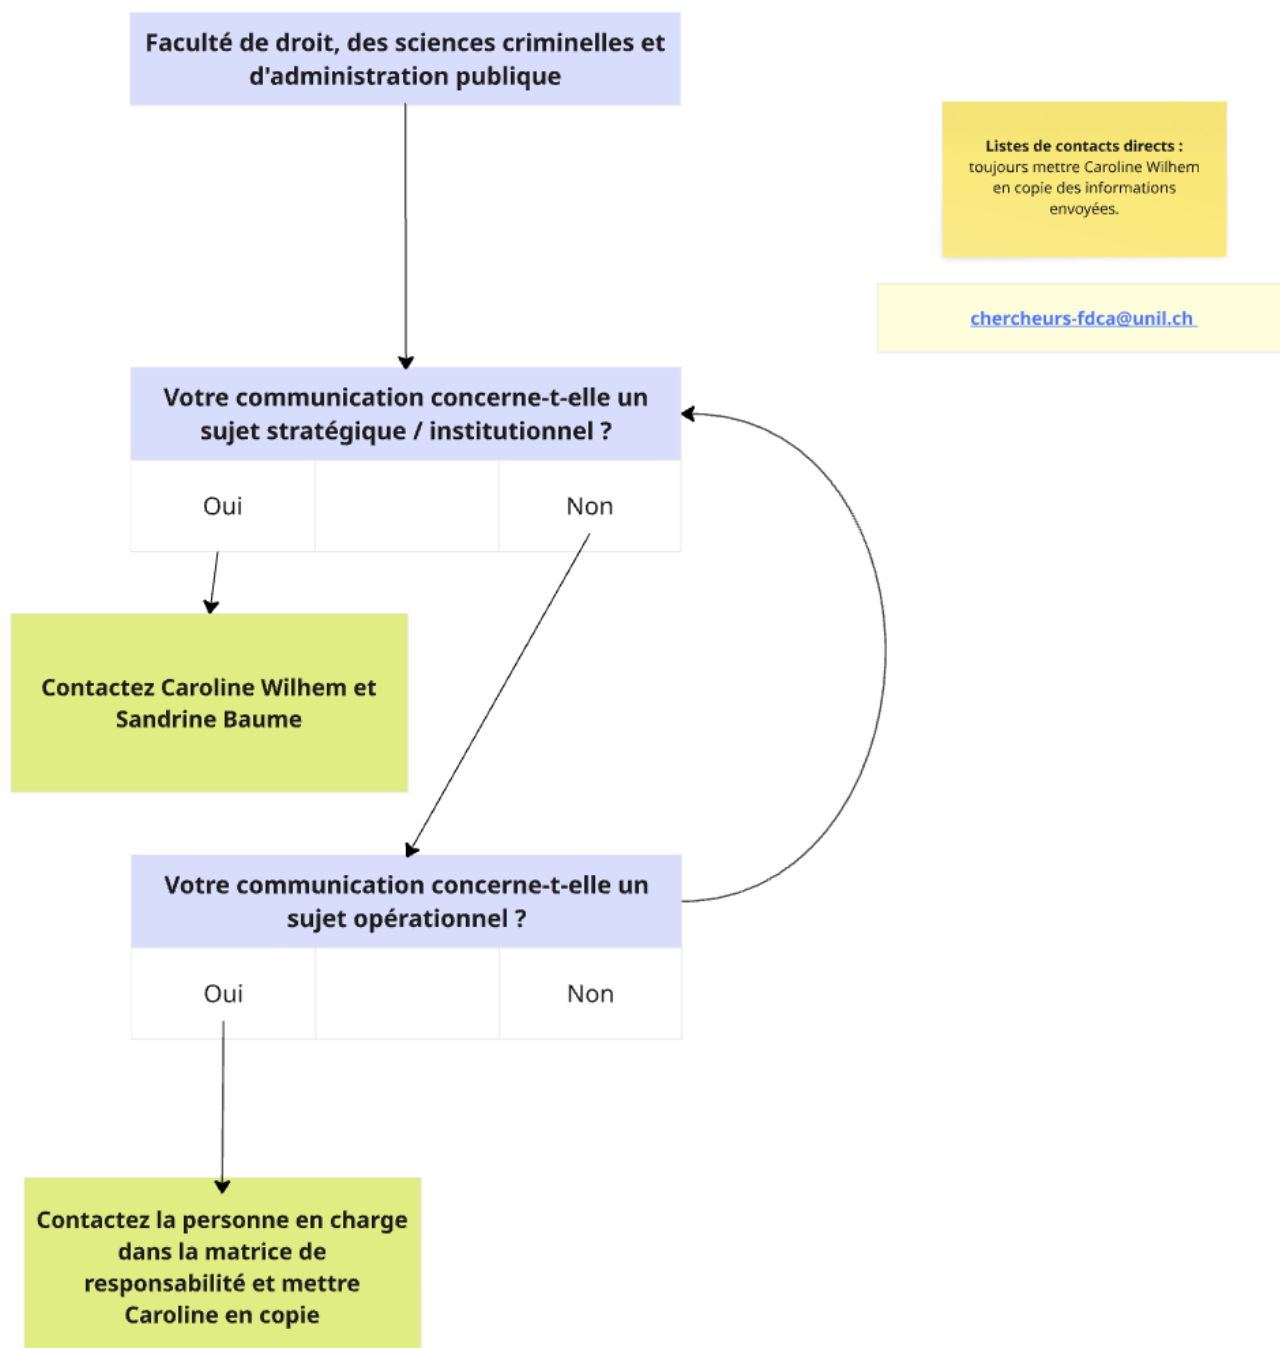 Faculté de droit, des sciences criminelles et
d'administration publique
Listes de contacts directs :
toujours mettre Caroline Wilhem
en copie des informations
envoyées.
chercheurs-fdca@unil.ch
Votre communication concerne-t-elle un
sujet stratégique / institutionnel ?
Oui
Non
Contactez Caroline Wilhem et
Sandrine Baume
Votre communication concerne-t-elle un
sujet opérationnel ?
Oui
Non
Contactez la personne en charge
dans la matrice de
responsabilité et mettre
Caroline en copie